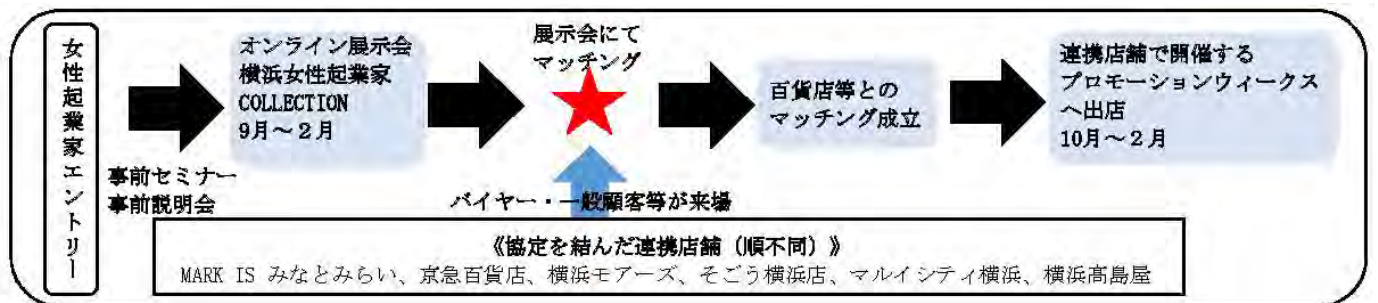 女性起業家エントリー
事前セミナー
事前説明会
オンライン展示会
横浜女性起業家
COLLECTION
9月~2月
展示会にて
マッチング
バイヤー・一般顧客等が来場
百貨店等との
マッチング成立
連携店舗で開催する
プロモーションウィークス
へ出店
10月~2月
《協定を結んだ連携店舗(順不同)》
MARK IS みなとみらい、京急百貨店、横浜モアーズ、そごう横浜店、マルイシティ横浜、横浜髙島屋